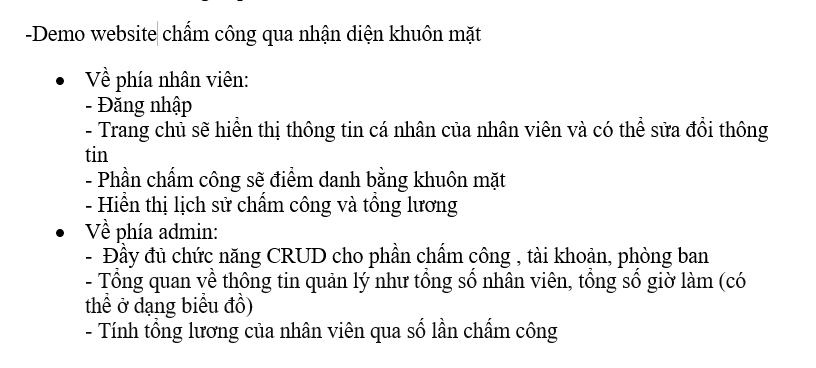 -Demo website chấm công qua nhận diện khuôn mặt
• Về phía nhân viên:
- Đăng nhập
- Trang chủ sẽ hiển thị thông tin cá nhân của nhân viên và có thể sửa đổi thông
tin
- Phần chấm công sẽ điểm danh bằng khuôn mặt
- Hiển thị lịch sử chấm công và tổng lương
• Về phía admin:
- Đầy đủ chức năng CRUD cho phần chấm công , tài khoản, phòng ban
- Tổng quan về thông tin quản lý như tổng số nhân viên, tổng số giờ làm (có
thể ở dạng biểu đồ)
- Tính tổng lương của nhân viên qua số lần chấm công